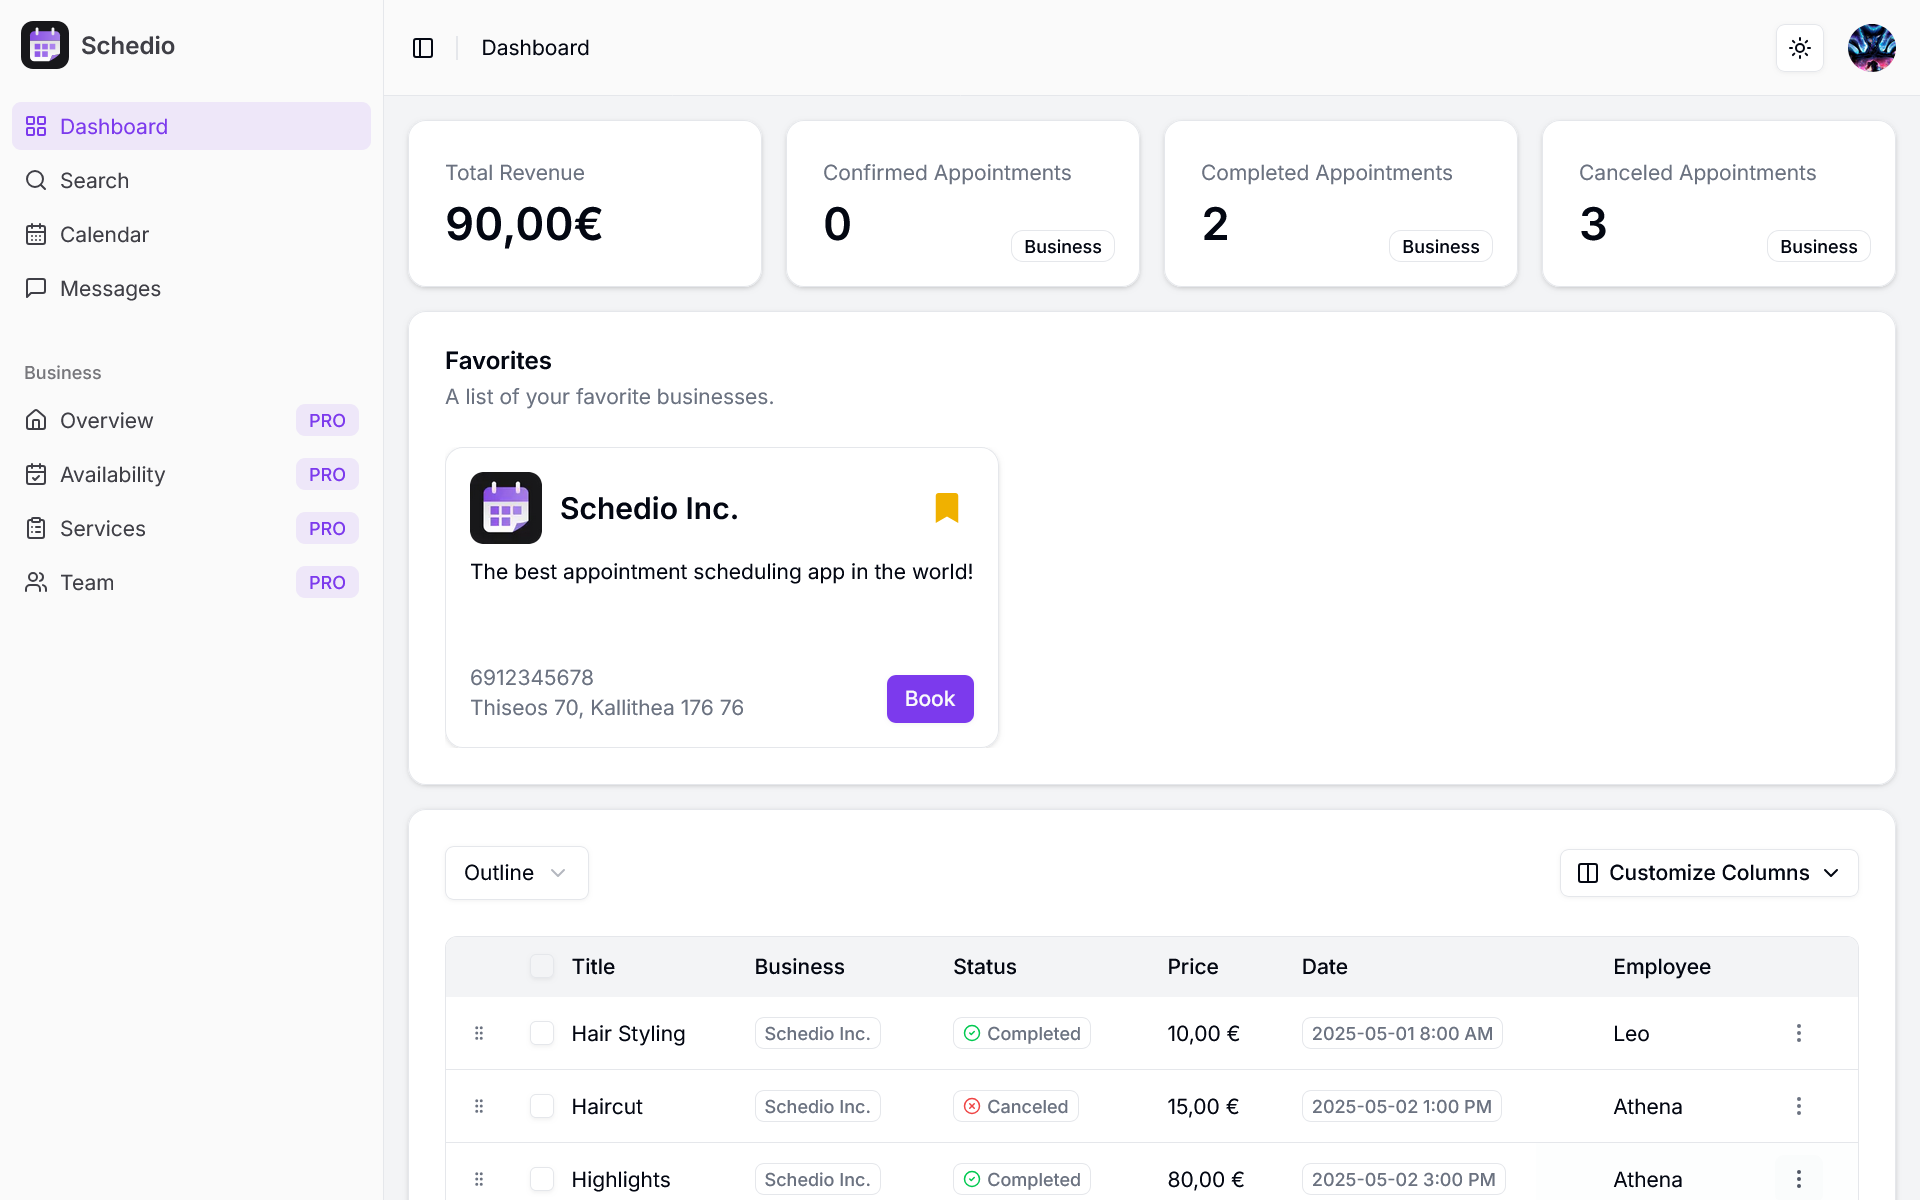 Schedio
Dashboard
Dashboard
Search
Calendar
Messages
Business
Overview PRO
Availability PRO
Services PRO
Team PRO
Total Revenue
90,00€
Confirmed Appointments
0
Business
Completed Appointments
2
Business
Canceled Appointments
3
Business
Favorites
A list of your favorite businesses.
Schedio Inc.
The best appointment scheduling app in the world!
6912345678
Thiseos 70, Kallithea 176 76
Book
Outline
Customize Columns
Title Business Status Price Date Employee
Hair Styling Schedio Inc. Completed 10,00 € 2025-05-01 8:00 AM Leo
Haircut Schedio Inc. Canceled 15,00 € 2025-05-02 1:00 PM Athena
Highlights Schedio Inc. Completed 80,00 € 2025-05-02 3:00 PM Athena